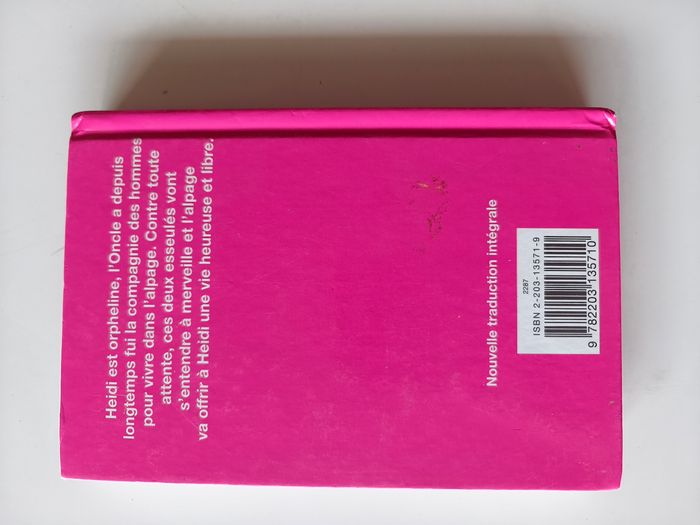 Heidi est orpheline, l'Oncle a depuis
longtemps fui la compagnie des hommes
pour vivre dans l'alpage. Contre toute
attente, ces deux esseulés vont
s'entendre à merveille et l'alpage
va offrir à Heidi une vie heureuse et libre.
Nouvelle traduction intégrale
2287
ISBN 2-203-13571-9
9 782203 135710